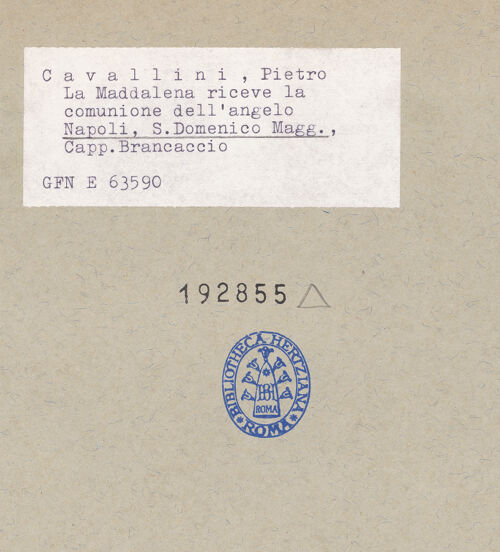 C a v a l l i n i , Pietro
La Maddalena riceve la
comunione dell'angelo
Napoli, S.Domenico Magg.,
Capp.Brancaccio
GFN E 63590
192855
BIBLIOTHECA HERTZIANA
BH
ROMA
* ROMA *